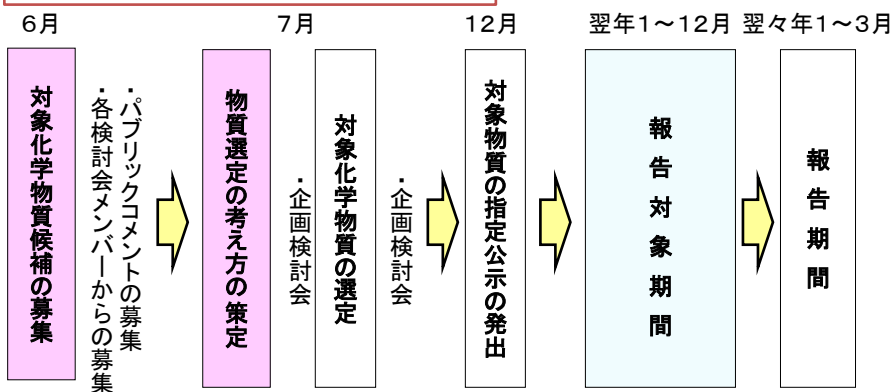 6月
7月
12月
翌年1～12月
翌々年1～3月
対象化学物質候補の募集
・パブリックコメントの募集
・各検討会メンバーからの募集
物質選定の考え方の策定
・企画検討会
対象化学物質の選定
・企画検討会
対象物質の指定公示の発出
報告対象期間
報告期間